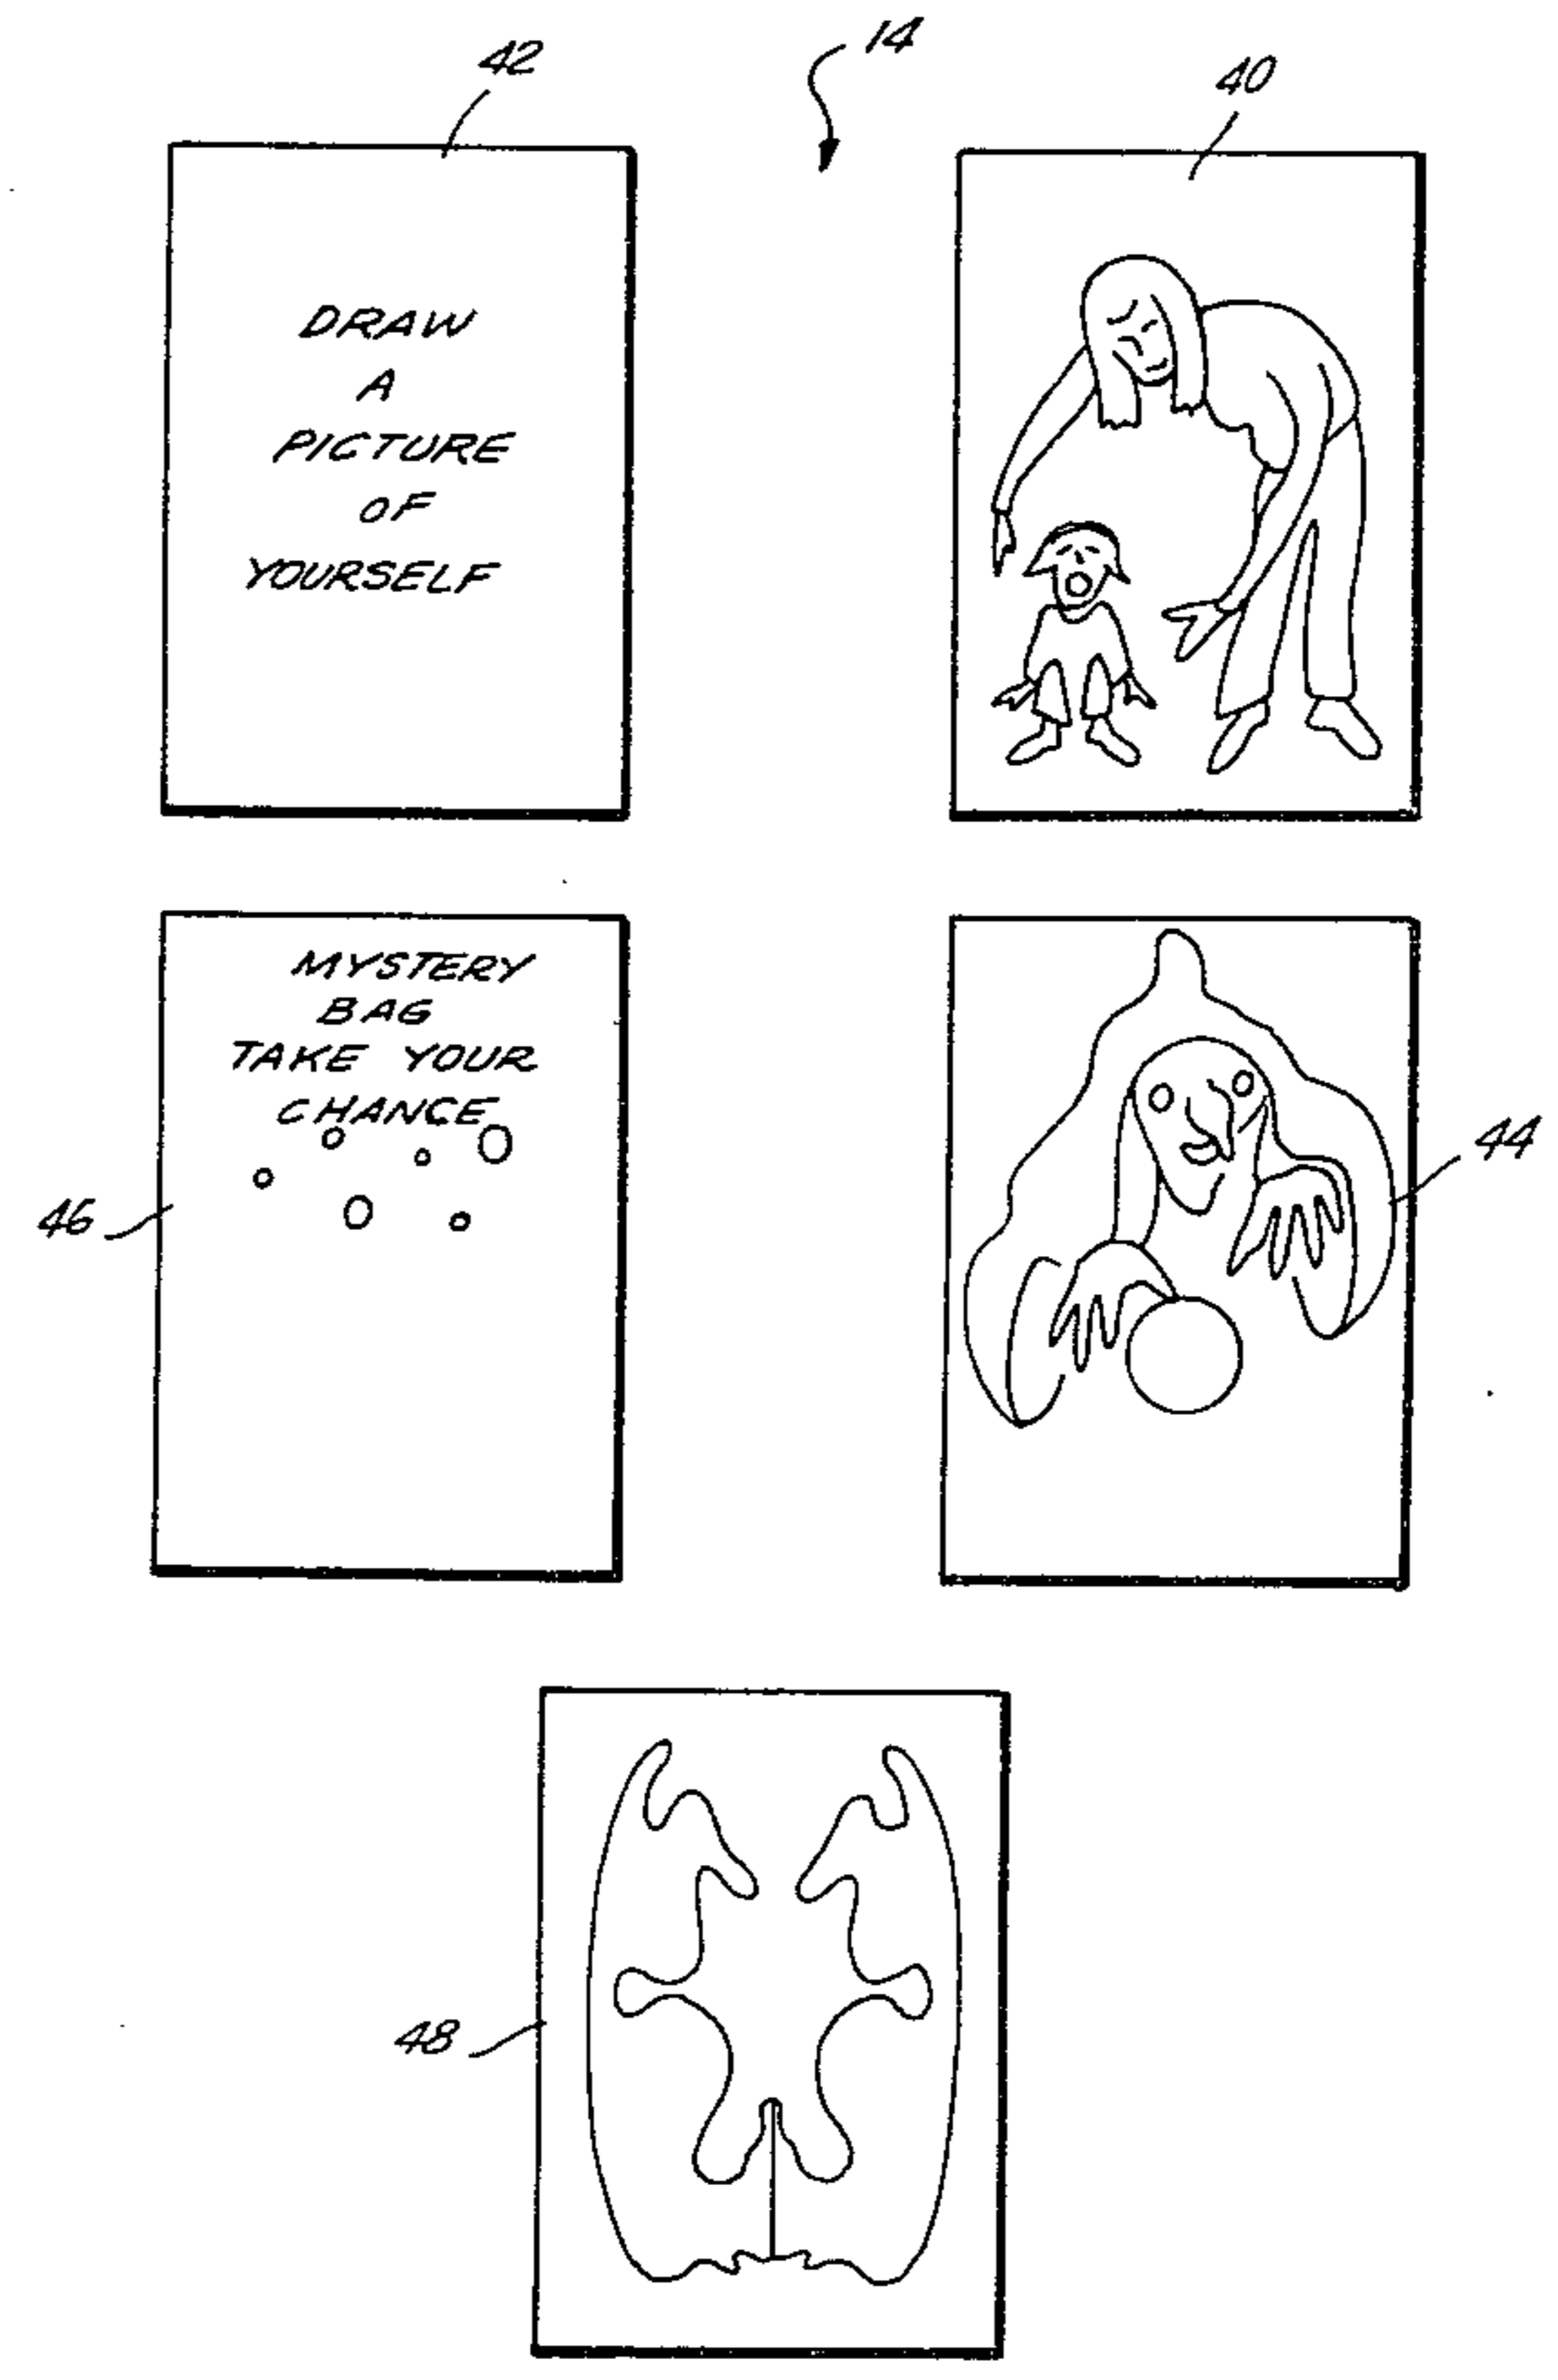 14
42
40
DRAW
A
PICTURE
OF
YOURSELF
MYSTERY
BAG
TAKE YOUR
CHANCE
46
44
48